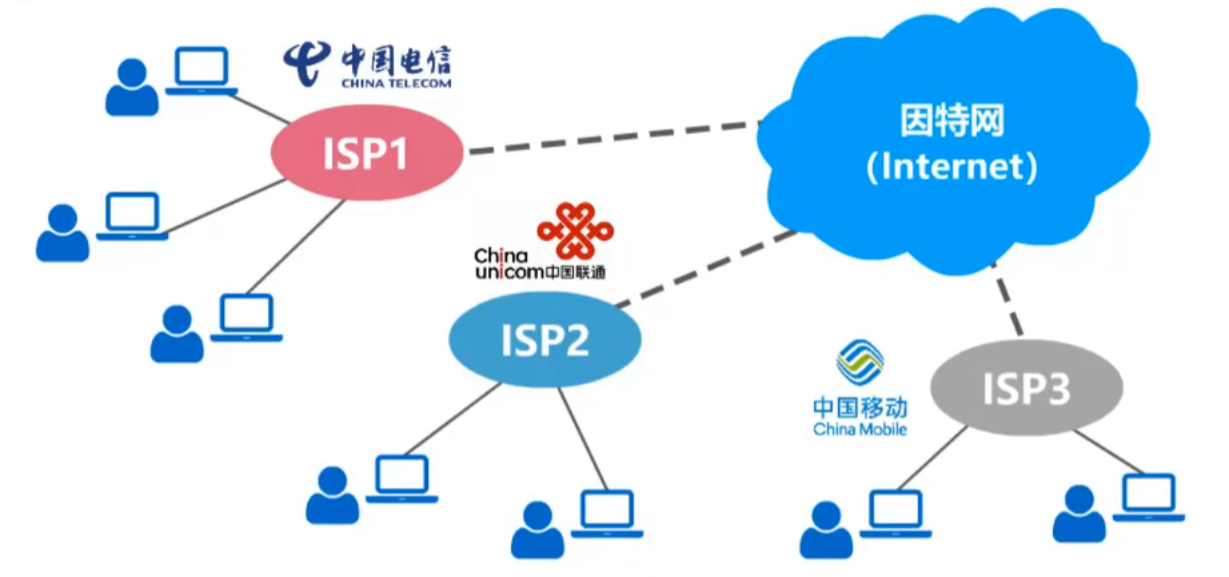 中国电信
CHINA TELECOM
ISP1
因特网
(Internet)
China
unicom中国联通
ISP2
中国移动
China Mobile
ISP3